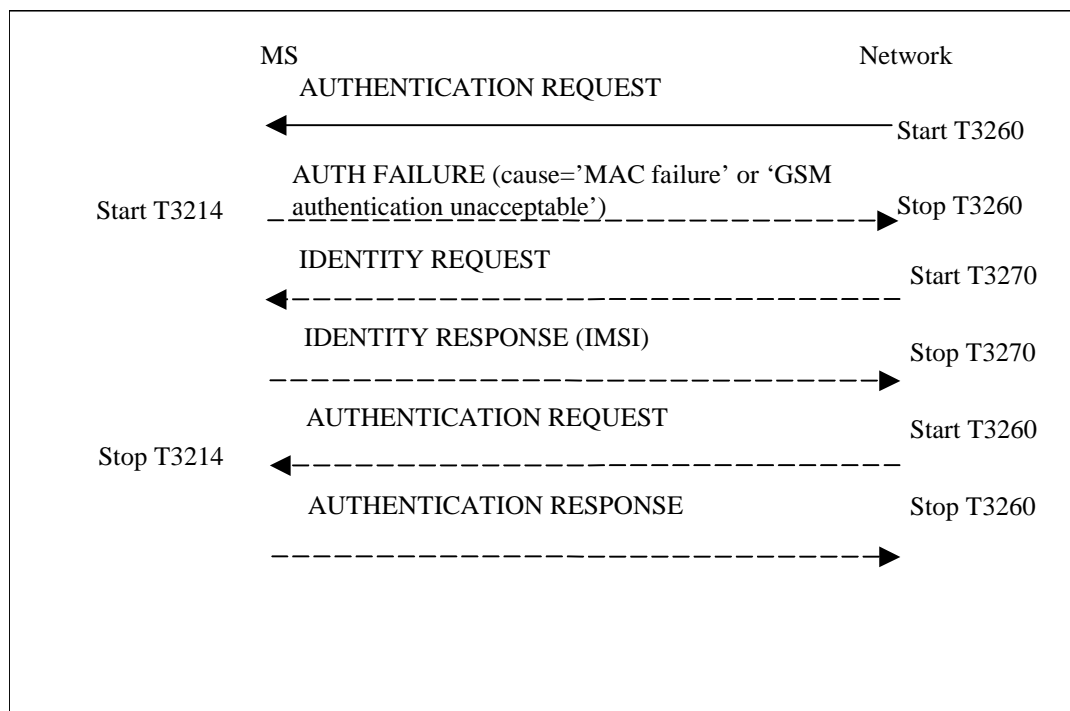 MS Network
AUTHENTICATION REQUEST
Start T3260
AUTH FAILURE (cause=’MAC failure’ or ‘GSM
authentication unacceptable’)
Start T3214 Stop T3260
IDENTITY REQUEST
Start T3270
IDENTITY RESPONSE (IMSI)
Stop T3270
AUTHENTICATION REQUEST
Start T3260
Stop T3214
AUTHENTICATION RESPONSE
Stop T3260